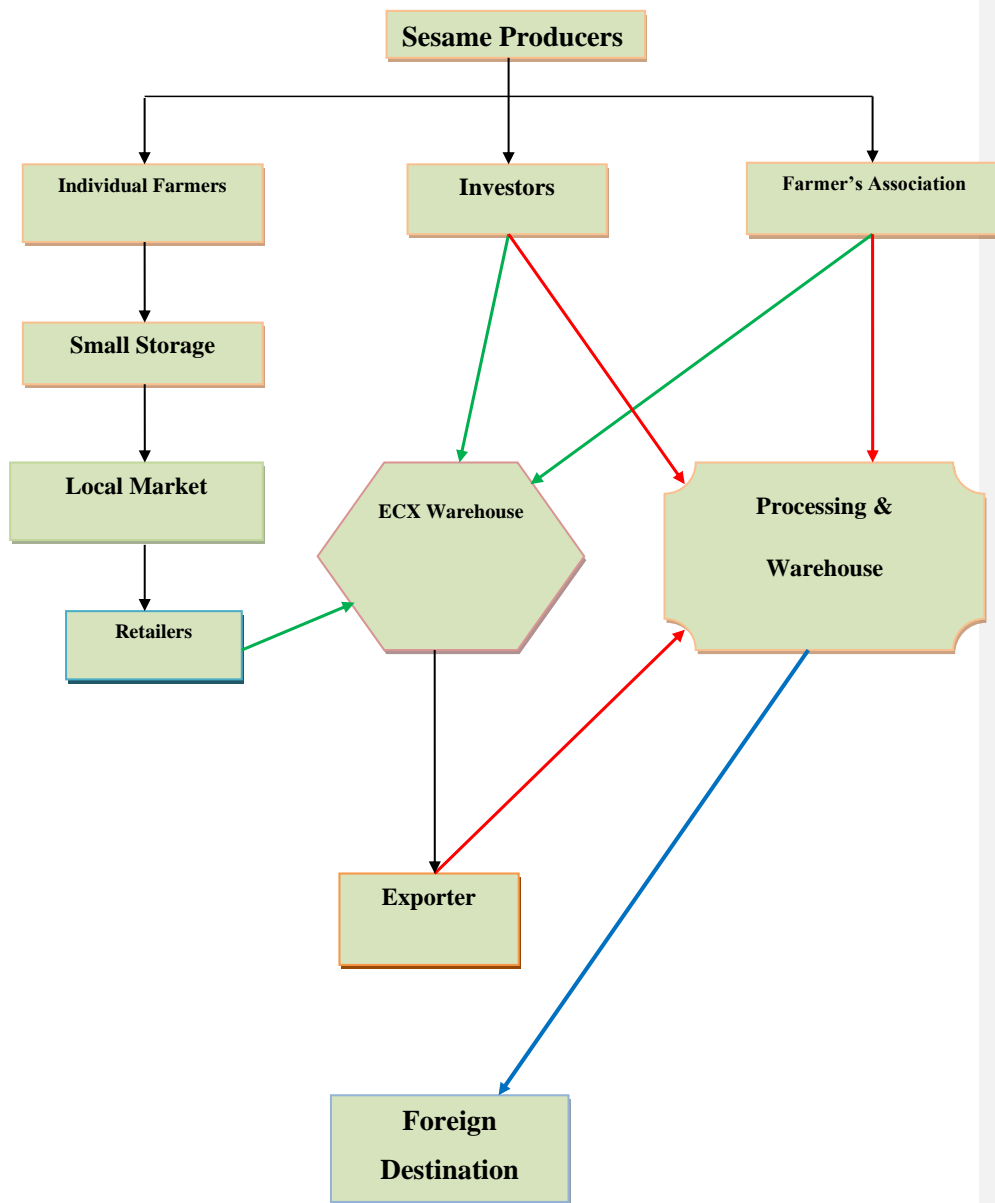 Sesame Producers
Individual Farmers
Investors
Farmer’s Association
Small Storage
Local Market
ECX Warehouse
Processing &
Warehouse
Retailers
Exporter
Foreign
Destination